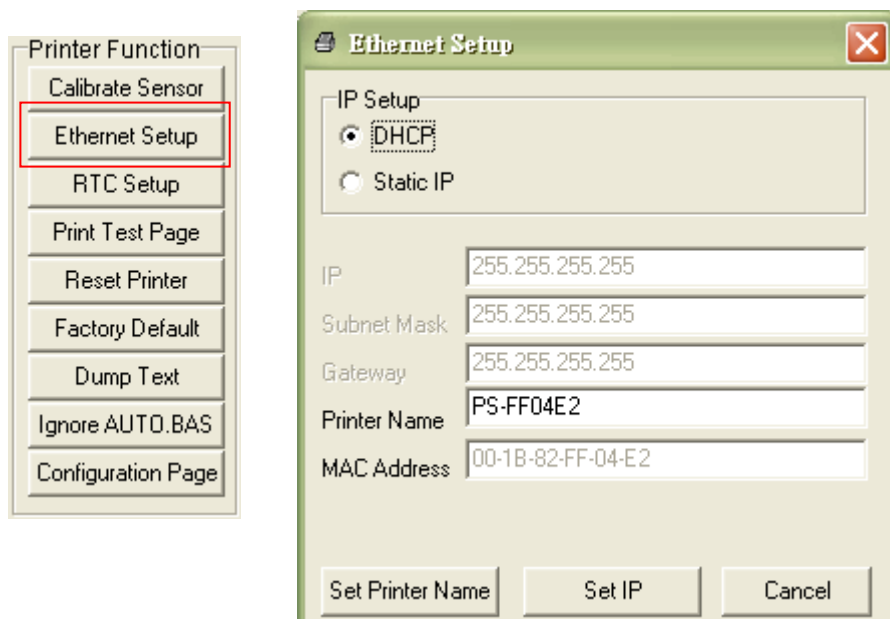 Printer Function
Calibrate Sensor
Ethernet Setup
RTC Setup
Print Test Page
Reset Printer
Factory Default
Dump Text
Ignore AUTO.BAS
Configuration Page
Ethernet Setup
IP Setup
DHCP
Static IP
IP 255.255.255.255
Subnet Mask 255.255.255.255
Gateway 255.255.255.255
Printer Name PS-FF04E2
MAC Address 00-1B-82-FF-04-E2
Set Printer Name Set IP Cancel